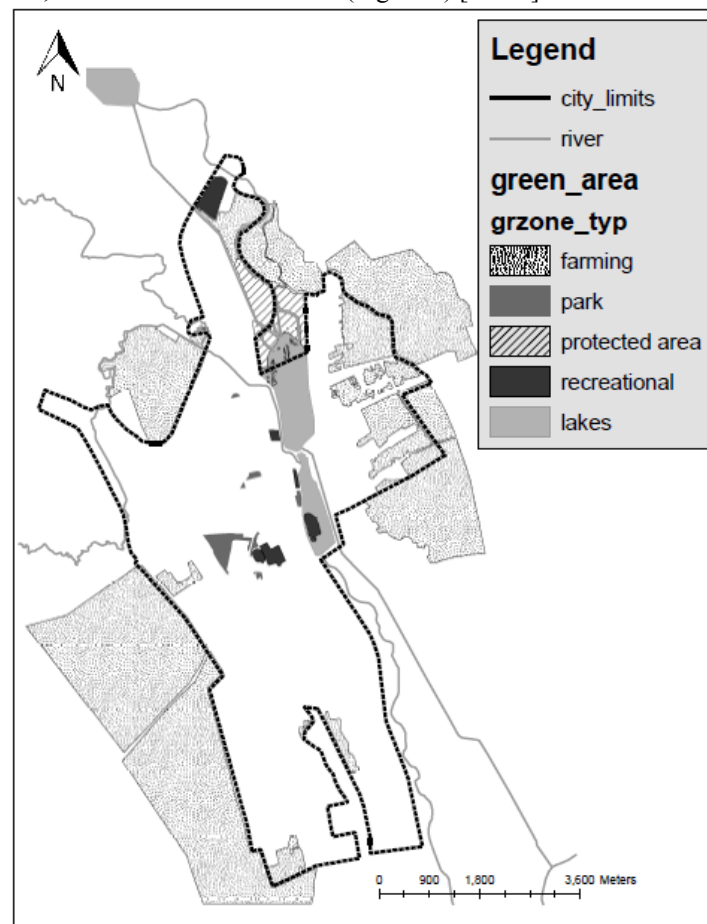 N
Legend
city_limits
river
green_area
grzone_typ
farming
park
protected area
recreational
lakes
0 900 1,800 3,600 Meters